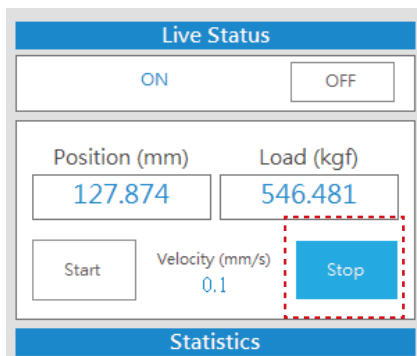 Live Status
ON OFF
Position (mm) Load (kgf)
127.874 546.481
Start Velocity (mm/s) Stop
0.1
Statistics